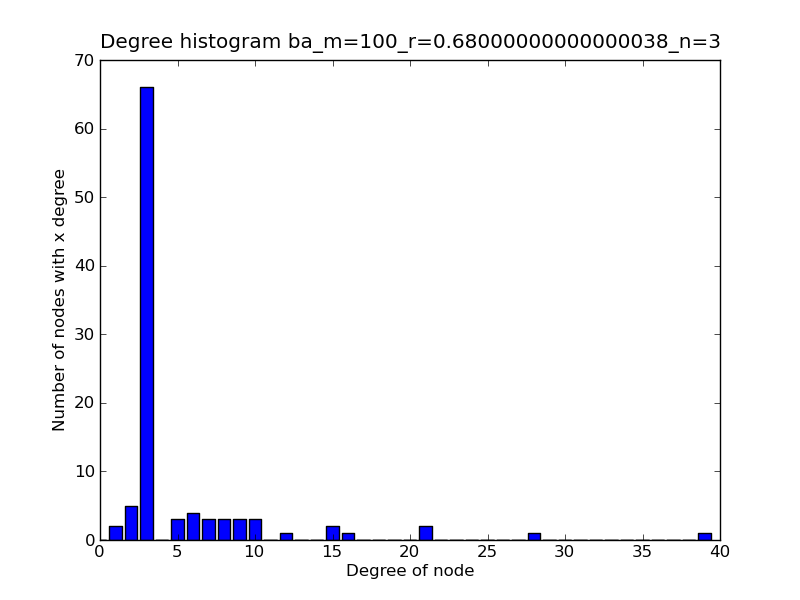 Degree histogram ba_m=100_r=0.68000000000000038_n=3
70
60
50
40
30
20
10
0
Number of nodes with x degree
0 5 10 15 20 25 30 35 40
Degree of node